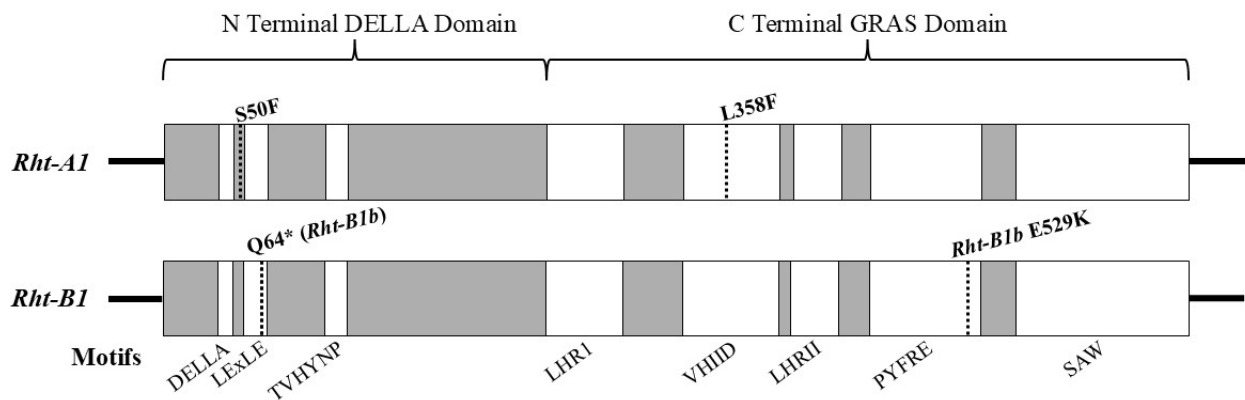 N Terminal DELLA Domain
C Terminal GRAS Domain
S50F
L358F
Rht-A1
Q64* (Rht-B1b)
Rht-B1b E529K
Rht-B1
Motifs
DELLA
LExLE
TVHYNP
LHR1
VHIID
LHRII
PYFRE
SAW